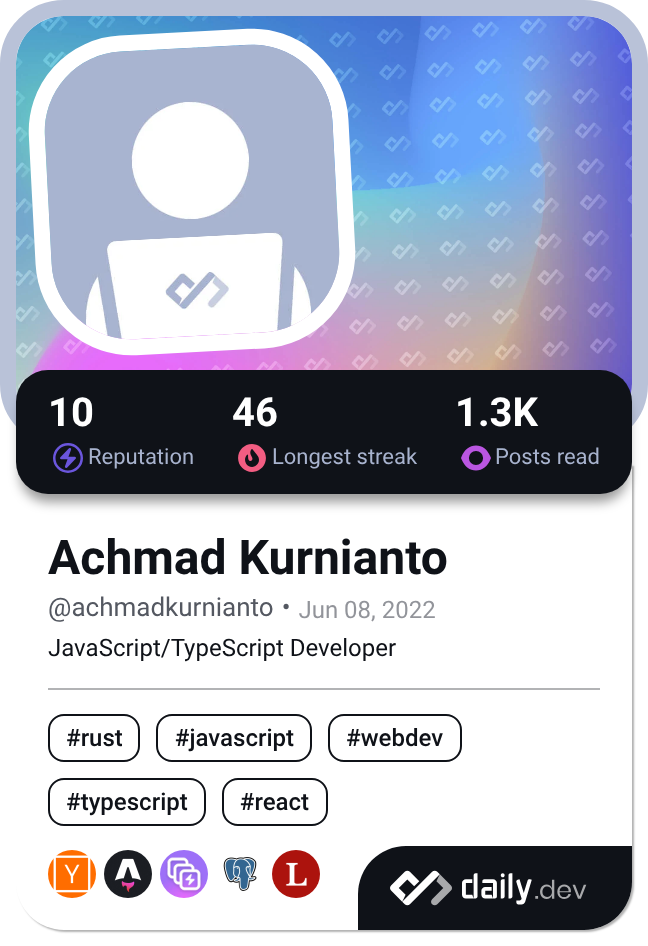 10 46 1.3K
Reputation Longest streak Posts read
Achmad Kurnianto
@achmadkurnianto • Jun 08, 2022
JavaScript/TypeScript Developer
#rust #javascript #webdev
#typescript #react
Y L
daily.dev